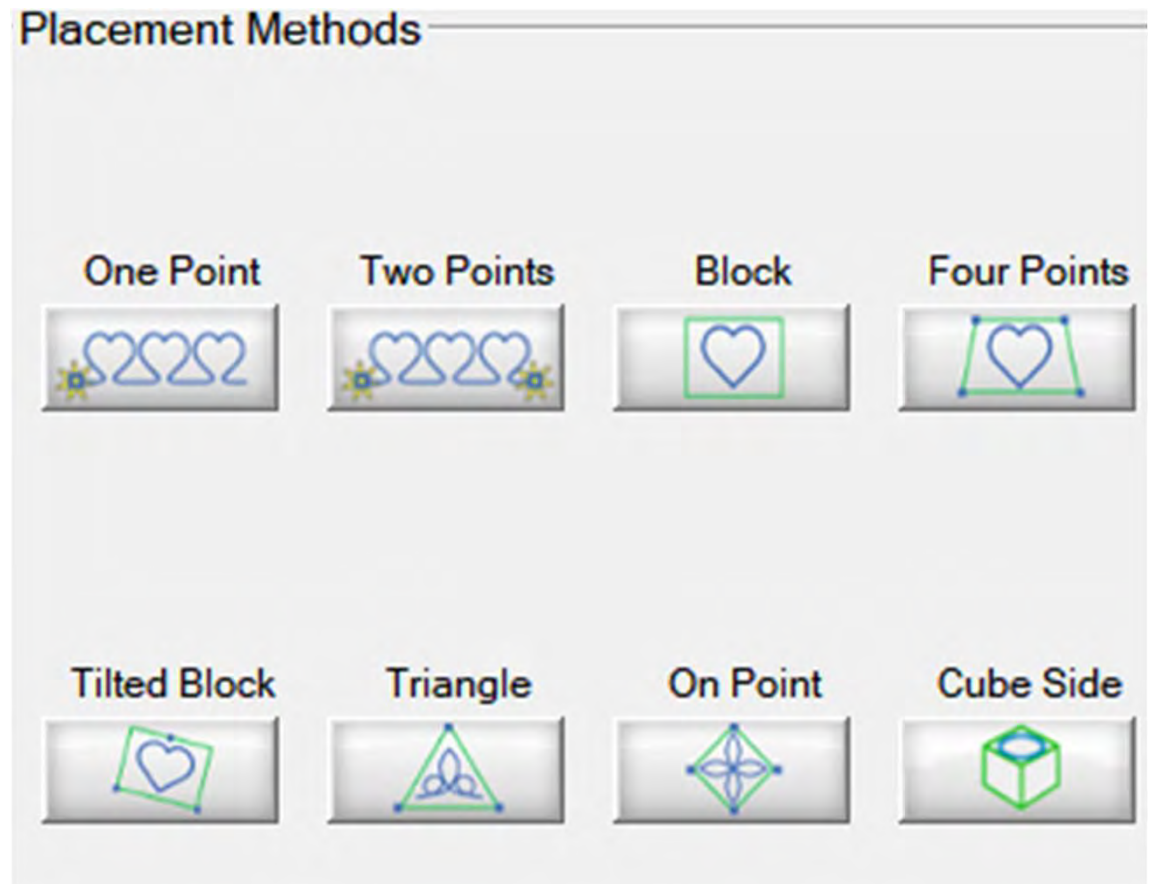 Placement Methods
One Point Two Points Block Four Points
Tilted Block Triangle On Point Cube Side